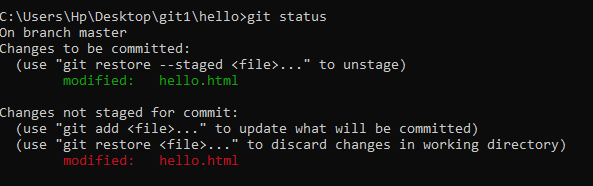 C:\Users\Hp\Desktop\git1\hello>git status
On branch master
Changes to be committed:
  (use "git restore --staged <file>..." to unstage)
        modified:   hello.html

Changes not staged for commit:
  (use "git add <file>..." to update what will be committed)
  (use "git restore <file>..." to discard changes in working directory)
        modified:   hello.html